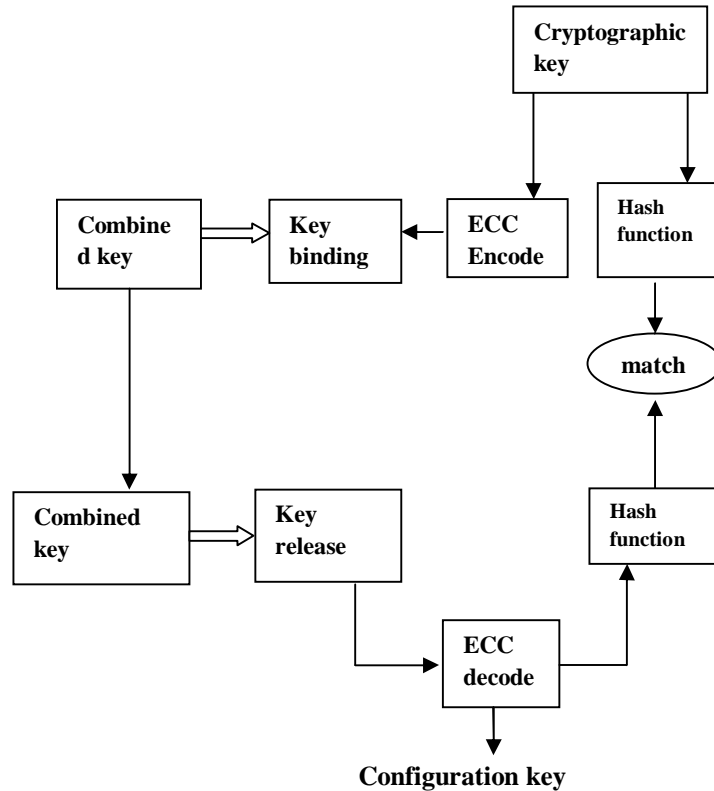 Cryptographic
key
Combine
d key
Key
binding
ECC
Encode
Hash
function
match
Combined
key
Key
release
Hash
function
ECC
decode
Configuration key